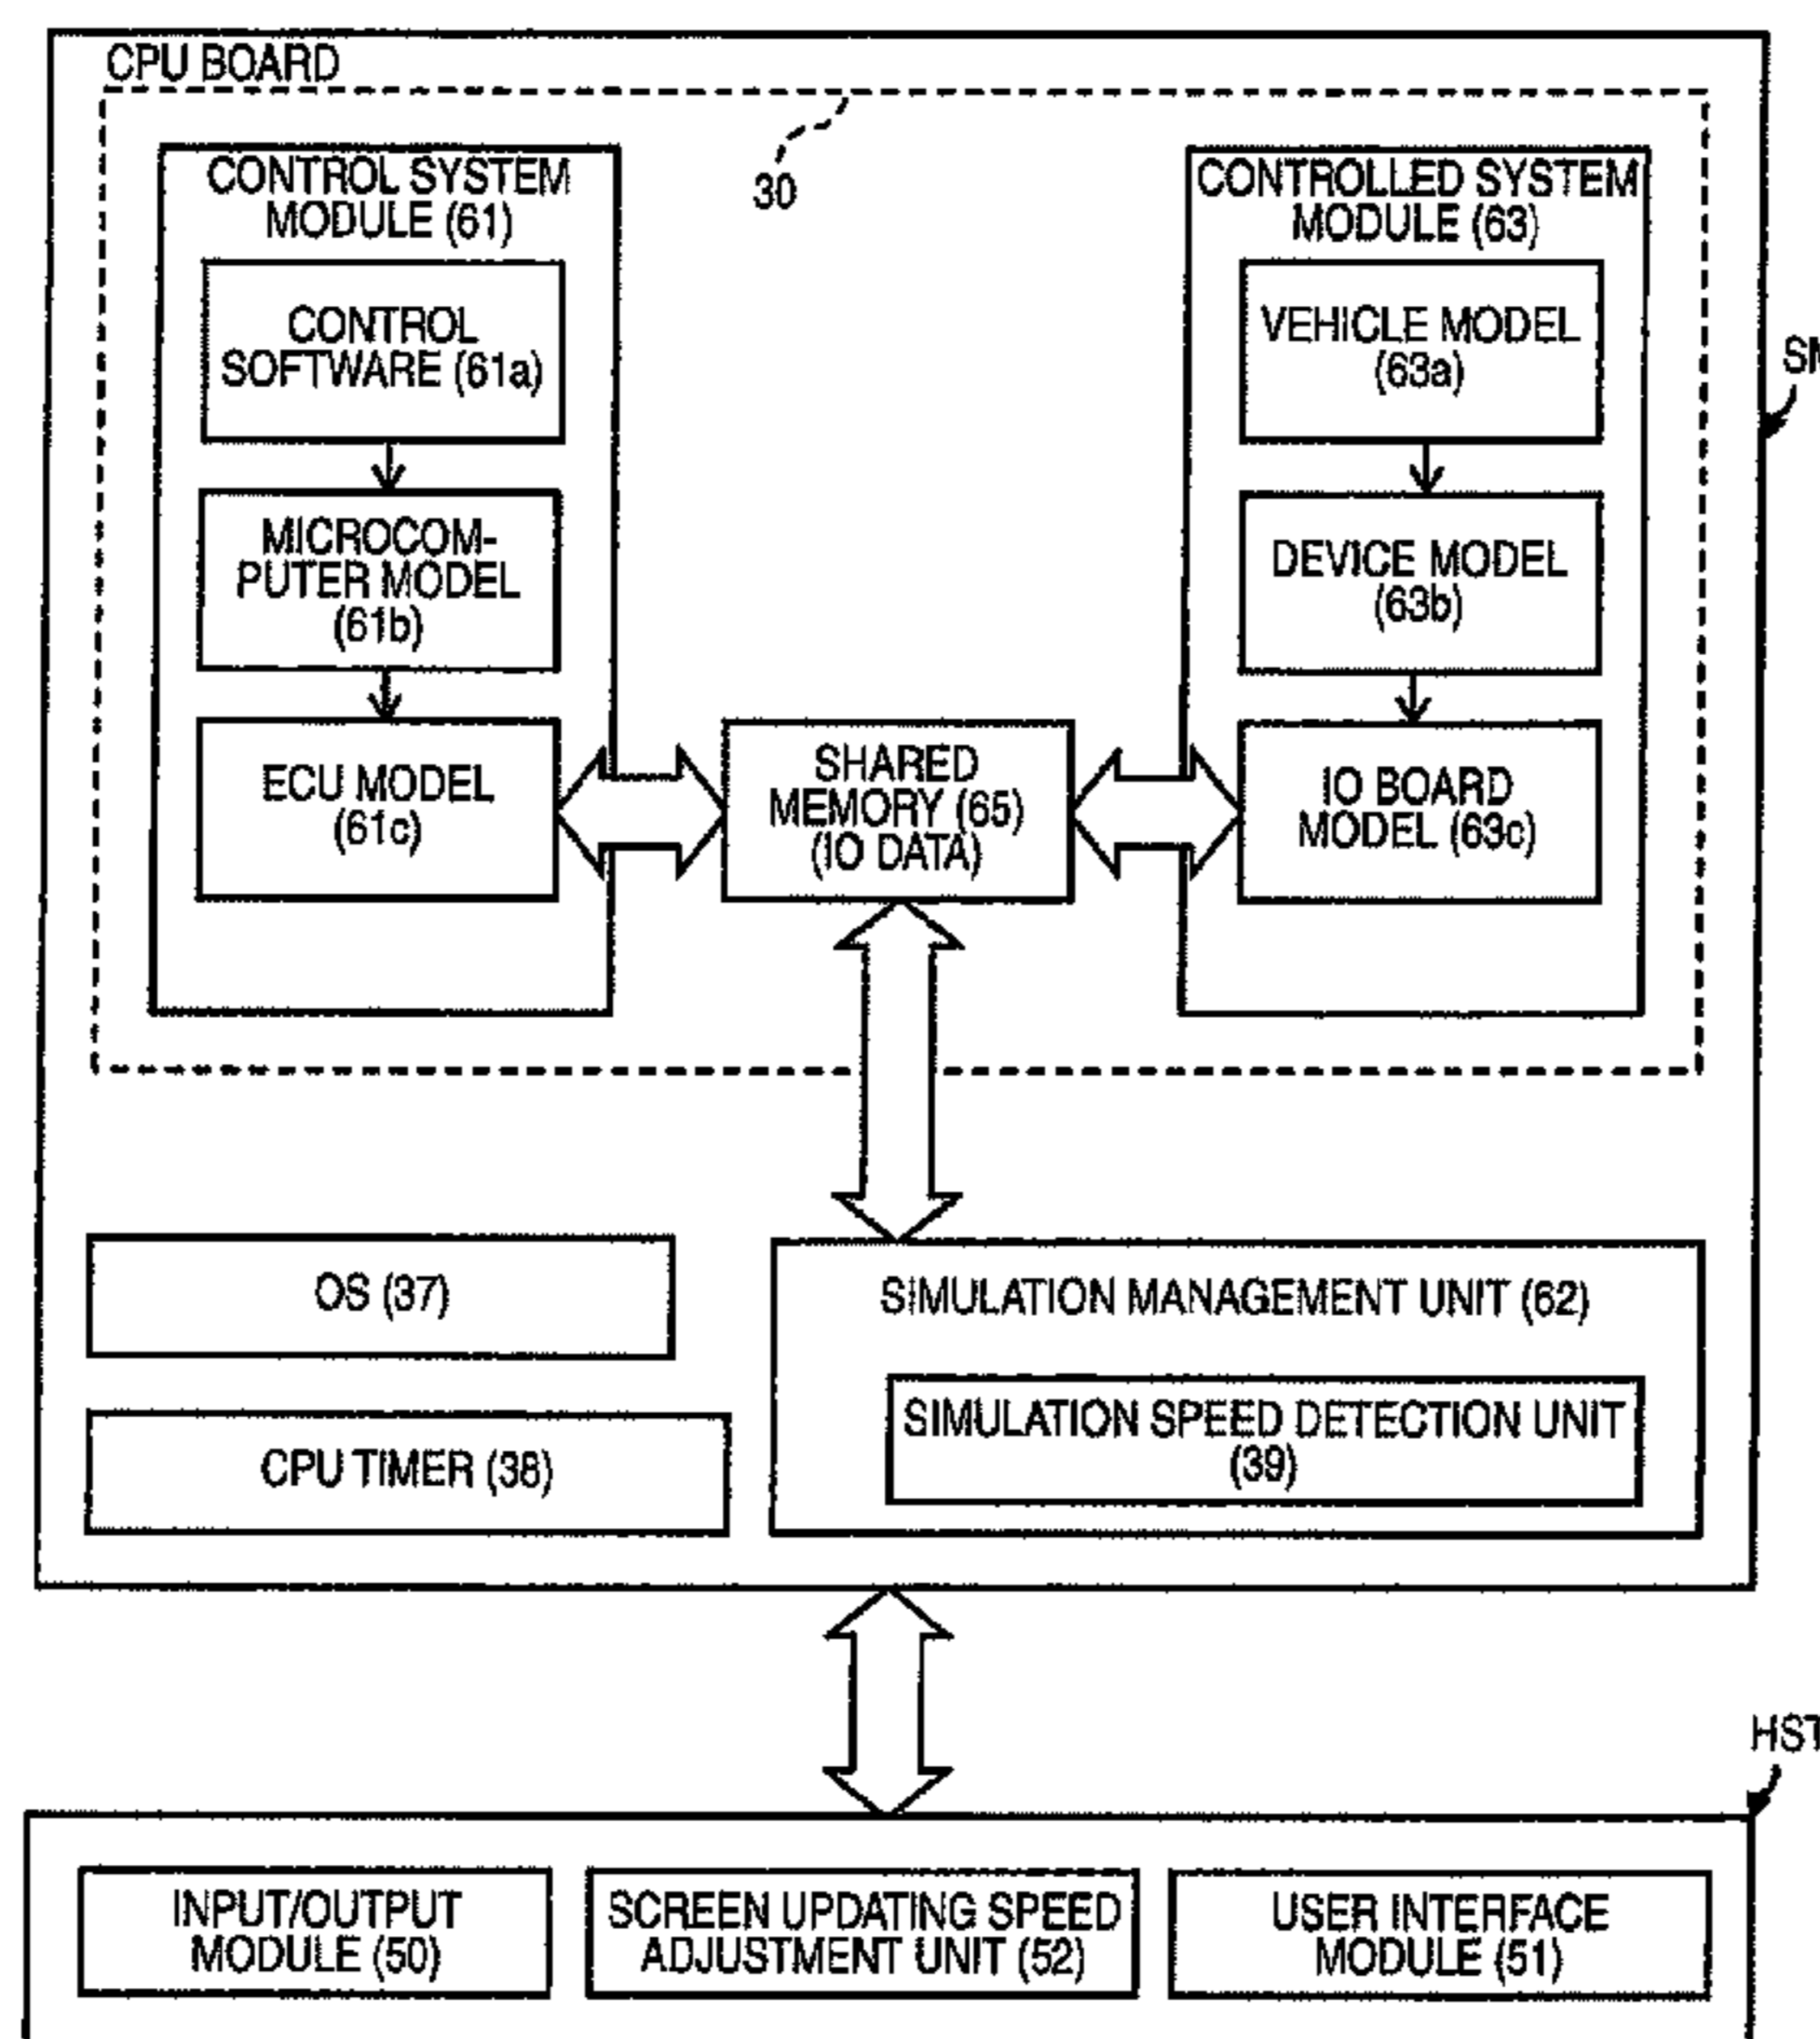 CPU BOARD
30
CONTROL SYSTEM
MODULE (61)
CONTROL
SOFTWARE (61a)
MICROCOM-
PUTER MODEL
(61b)
ECU MODEL
(61c)
SHARED
MEMORY (65)
(IO DATA)
CONTROLLED SYSTEM
MODULE (63)
VEHICLE MODEL
(63a)
DEVICE MODEL
(63b)
IO BOARD
MODEL (63c)
OS (37)
CPU TIMER (38)
SIMULATION MANAGEMENT UNIT (62)
SIMULATION SPEED DETECTION UNIT
(39)
HST
INPUT/OUTPUT
MODULE (50)
SCREEN UPDATING SPEED
ADJUSTMENT UNIT (52)
USER INTERFACE
MODULE (51)